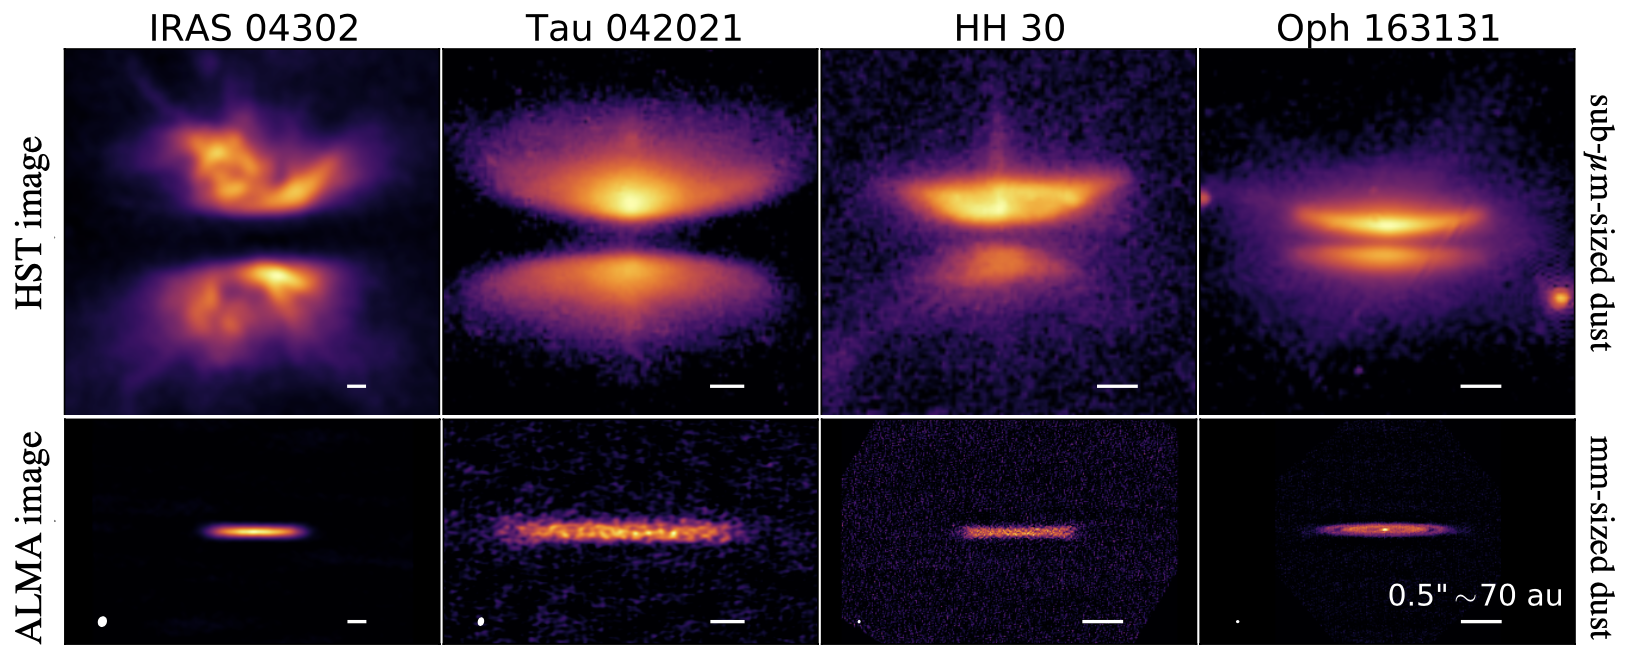 IRAS 04302
Tau 042021
HH 30
Oph 163131
HST image
sub-μm-sized dust
ALMA image
mm-sized dust
0.5" ~70 au